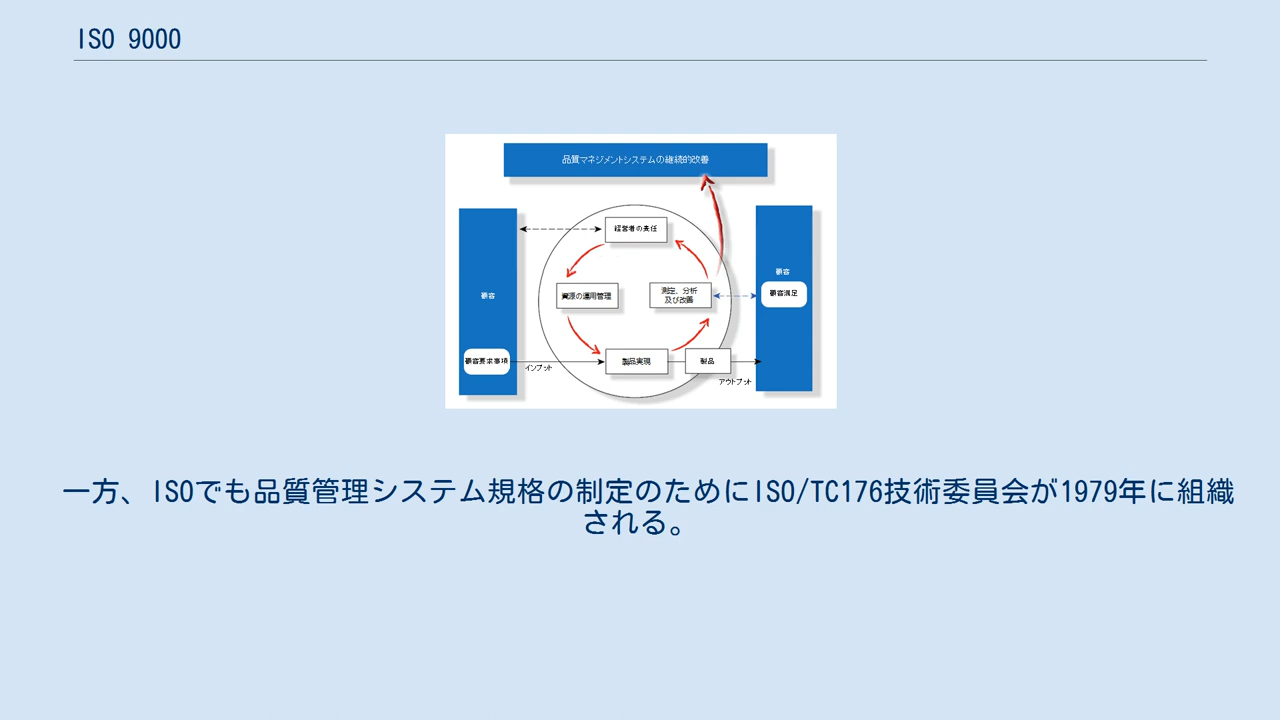 ISO 9000
品質マネジメントシステムの継続的改善
経営者の責任
顧客
顧客
資源の運用管理
測定、分析
及び改善
顧客満足
顧客要求事項
インプット
製品実現
製品
アウトプット
一方、ISOでも品質管理システム規格の制定のためにISO/TC176技術委員会が1979年に組織
される。